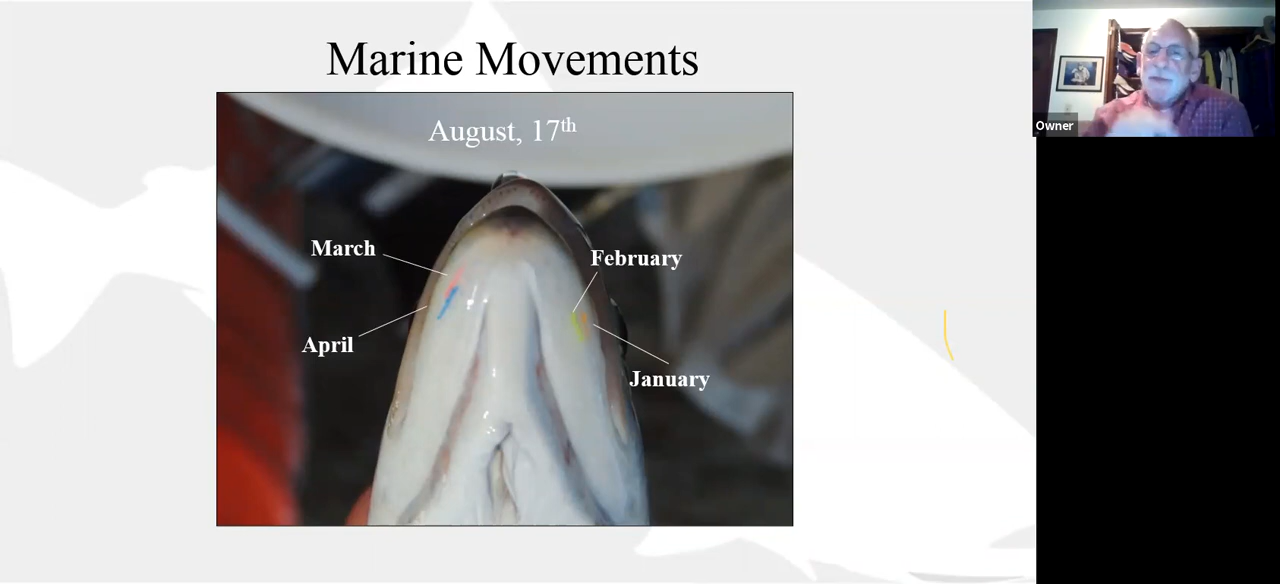 Marine Movements
August, 17th
March
February
April
January
Owner